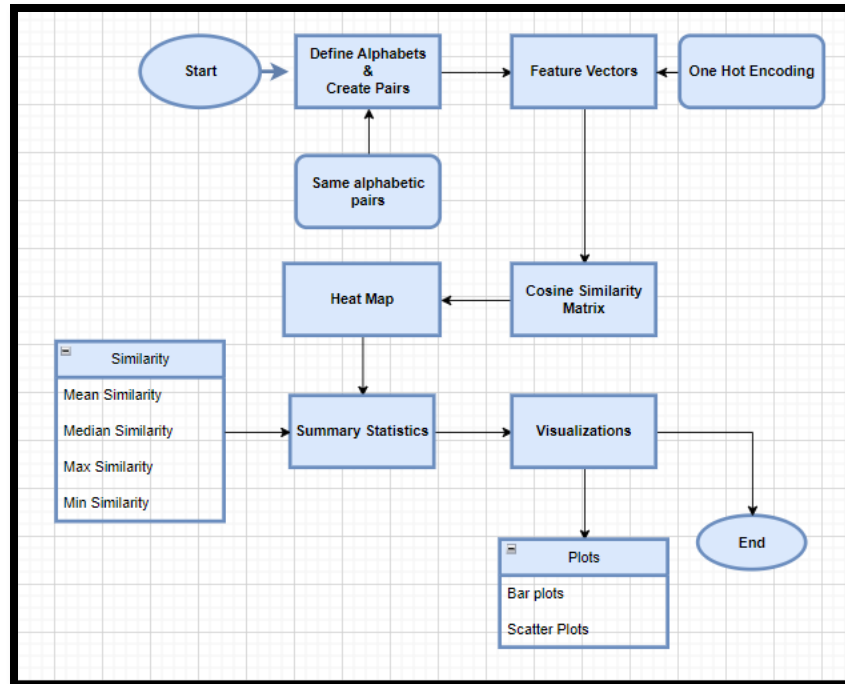 Start
Define Alphabets
&
Create Pairs
Feature Vectors
One Hot Encoding
Same alphabetic
pairs
Heat Map
Cosine Similarity
Matrix
Similarity
Mean Similarity
Median Similarity
Max Similarity
Min Similarity
Summary Statistics
Visualizations
End
Plots
Bar plots
Scatter Plots